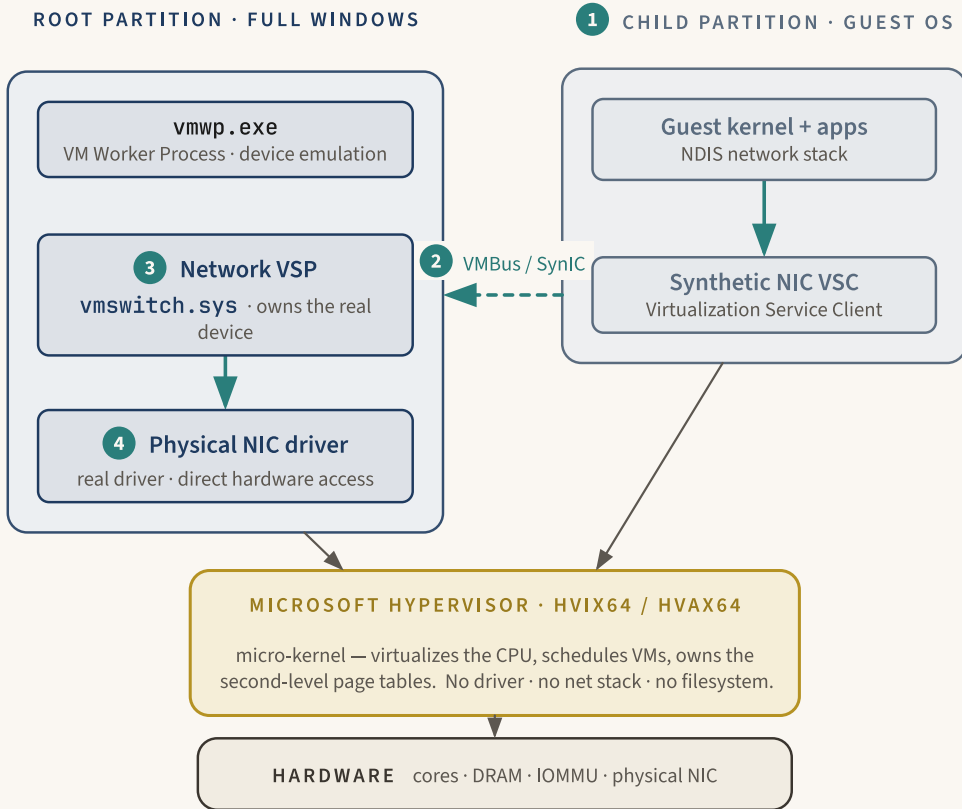 ROOT PARTITION · FULL WINDOWS
vmwp.exe
VM Worker Process · device emulation
3 Network VSP
vmswitch.sys · owns the real
device
4 Physical NIC driver
real driver · direct hardware access
2 VMBus / SynIC
1 CHILD PARTITION · GUEST OS
Guest kernel + apps
NDIS network stack
Synthetic NIC VSC
Virtualization Service Client
MICROSOFT HYPERVISOR · HVIX64 / HVAX64
micro-kernel — virtualizes the CPU, schedules VMs, owns the
second-level page tables. No driver · no net stack · no filesystem.
HARDWARE cores · DRAM · IOMMU · physical NIC